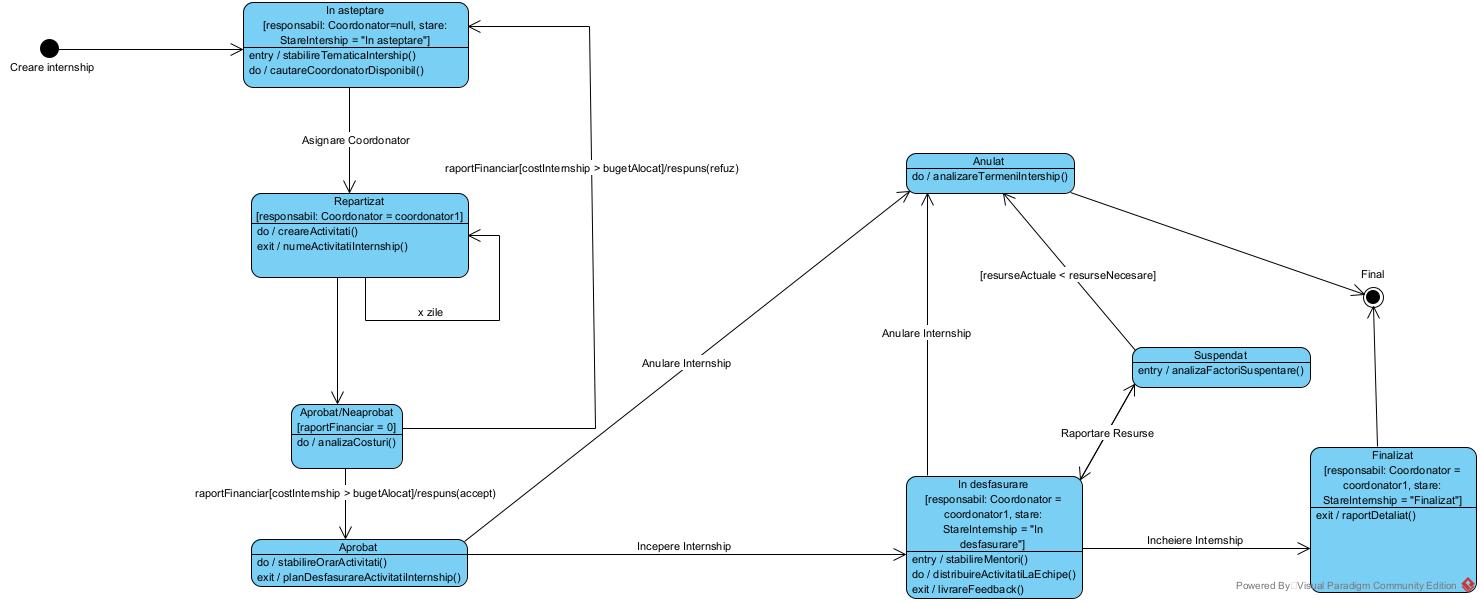 Creare internship
In asteptare
[responsabil: Coordonator=null, stare:
StareIntership = "In asteptare"]
entry / stabilireTematicaIntership()
do / cautareCoordonatorDisponibil()
Asignare Coordonator
raportFinanciar[costInternship > bugetAlocat]/respuns(refuz)
Repartizat
[responsabil: Coordonator = coordonator1]
do / creareActivitati()
exit / numeActivitatiInternship()
x zile
Aprobat/Neaprobat
[raportFinanciar = 0]
do / analizaCosturi()
raportFinanciar[costInternship > bugetAlocat]/respuns(accept)
Aprobat
do / stabilireOrarActivitati()
exit / planDesfasurareActivitatiInternship()
Anulare Internship
Incepere Internship
Anulat
do / analizareTermeniIntership()
[resurseActuale < resurseNecesare]
Anulare Internship
Final
Suspendat
entry / analizaFactoriSuspentare()
Raportare Resurse
In desfasurare
[responsabil: Coordonator =
coordonator1, stare:
StareInternship = "In
desfasurare"]
entry / stabilireMentori()
do / distribuireActivitatiLaEchipe()
exit / livrareFeedback()
Incheiere Internship
Finalizat
[responsabil: Coordonator =
coordonator1, stare:
StareInternship = "Finalizat"]
exit / raportDetaliat()
Powered By Visual Paradigm Community Edition